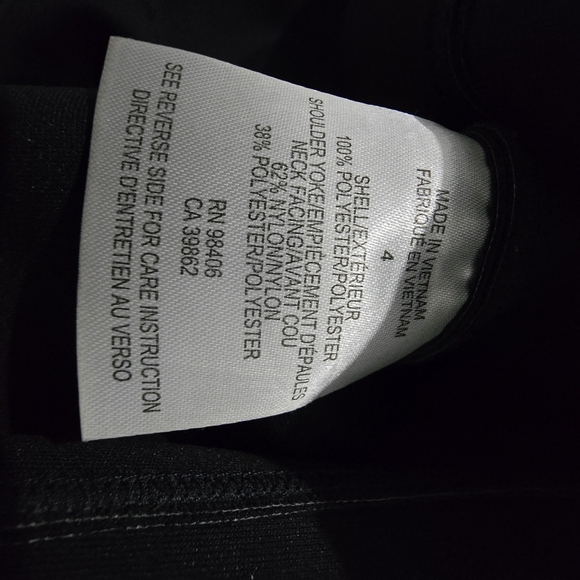 MADE IN VIETNAM
FABRIQUÉ EN VIETNAM
4
SHELL/EXTÉRIEUR
100% POLYESTER/POLYESTER
SHOULDER YOKE/EMPIÈCEMENT D'ÉPAULES
NECK FACING/AVANT COU
62% NYLON/NYLON
38% POLYESTER/POLYESTER
RN 98406
CA 39862
SEE REVERSE SIDE FOR CARE INSTRUCTION
DIRECTIVE D'ENTRETIEN AU VERSO